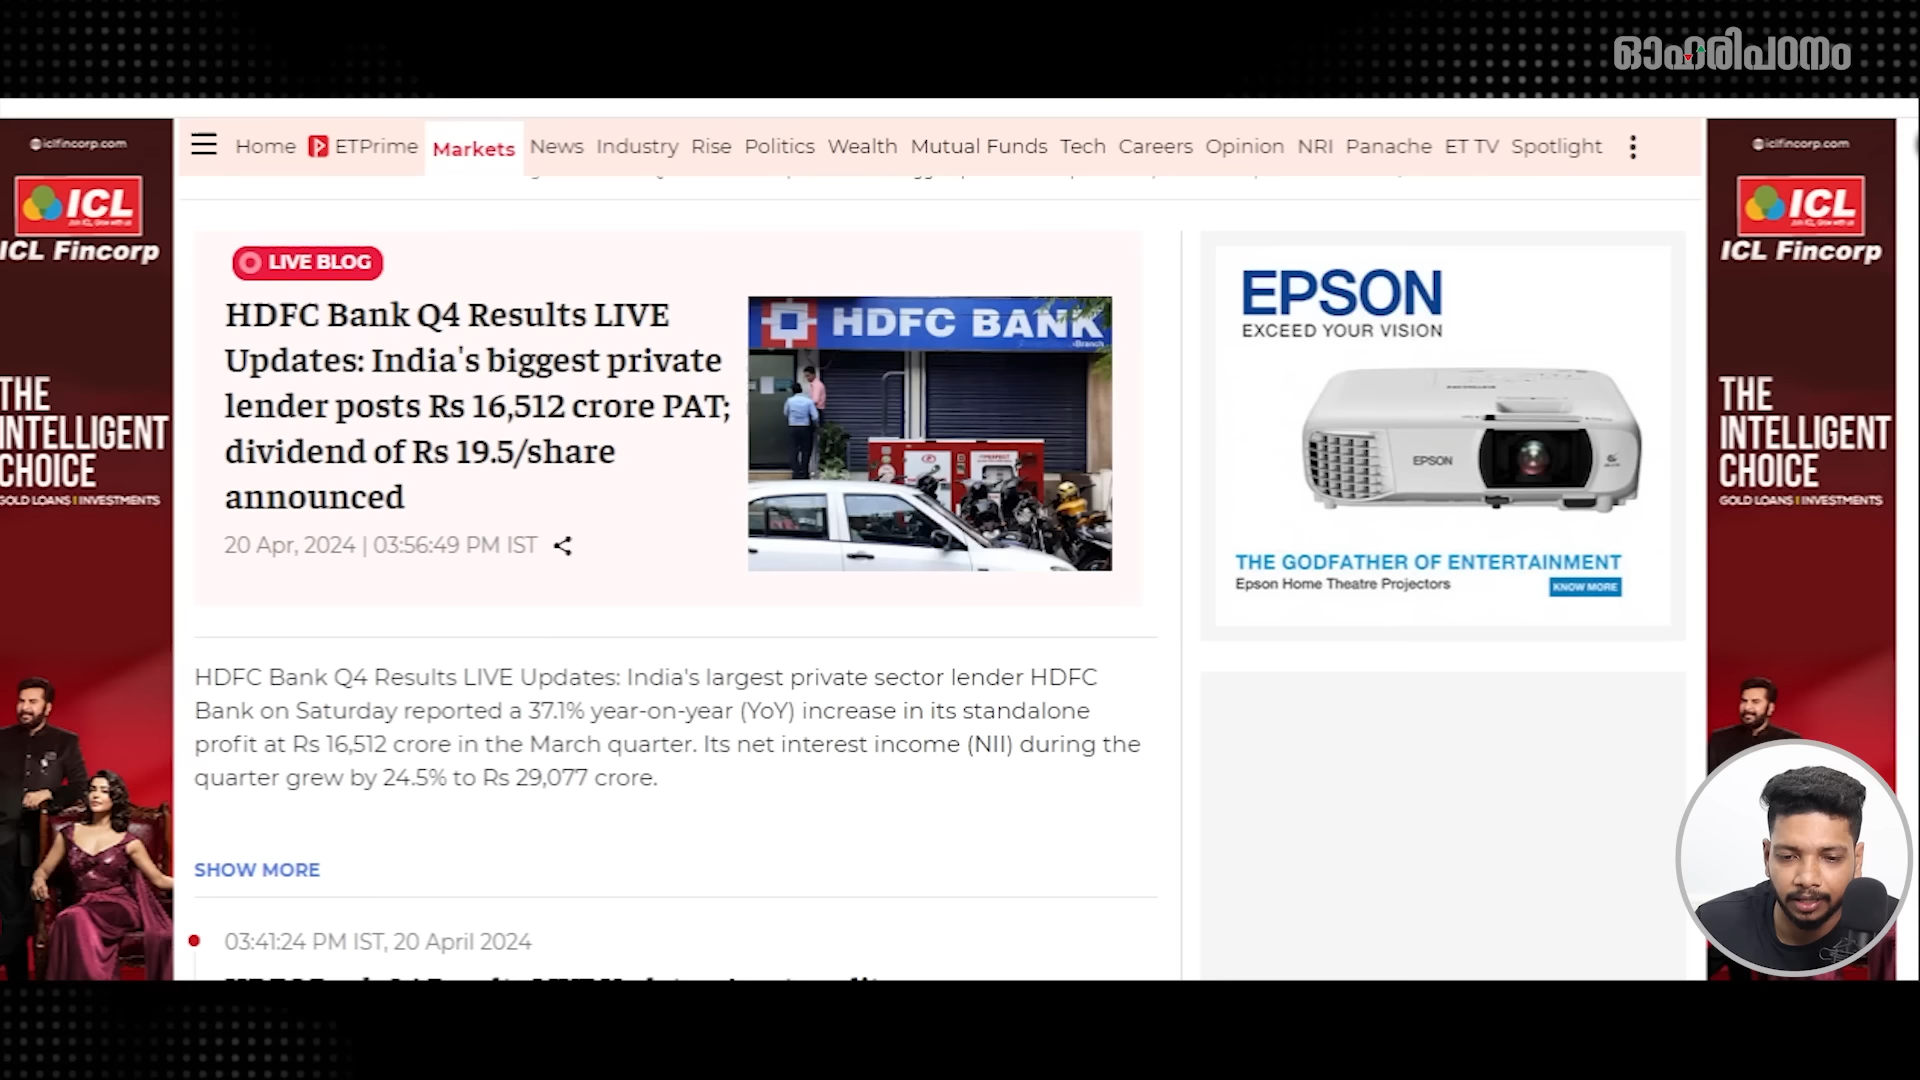 ഓഹരിപഠനം
iclfincorp.com
ICL
ICL Fincorp
THE
INTELLIGENT
CHOICE
GOLD LOANS | INVESTMENTS
Home ETPrime Markets News Industry Rise Politics Wealth Mutual Funds Tech Careers Opinion NRI Panache ET TV Spotlight
LIVE BLOG
HDFC Bank Q4 Results LIVE
Updates: India's biggest private
lender posts Rs 16,512 crore PAT;
dividend of Rs 19.5/share
announced
20 Apr, 2024 | 03:56:49 PM IST
HDFC BANK
HDFC Bank Q4 Results LIVE Updates: India's largest private sector lender HDFC
Bank on Saturday reported a 37.1% year-on-year (YoY) increase in its standalone
profit at Rs 16,512 crore in the March quarter. Its net interest income (NII) during the
quarter grew by 24.5% to Rs 29,077 crore.
SHOW MORE
03:41:24 PM IST, 20 April 2024
EPSON
EXCEED YOUR VISION
EPSON
THE GODFATHER OF ENTERTAINMENT
Epson Home Theatre Projectors
KNOW MORE
iclfincorp.com
ICL
ICL Fincorp
THE
INTELLIGENT
CHOICE
GOLD LOANS | INVESTMENTS